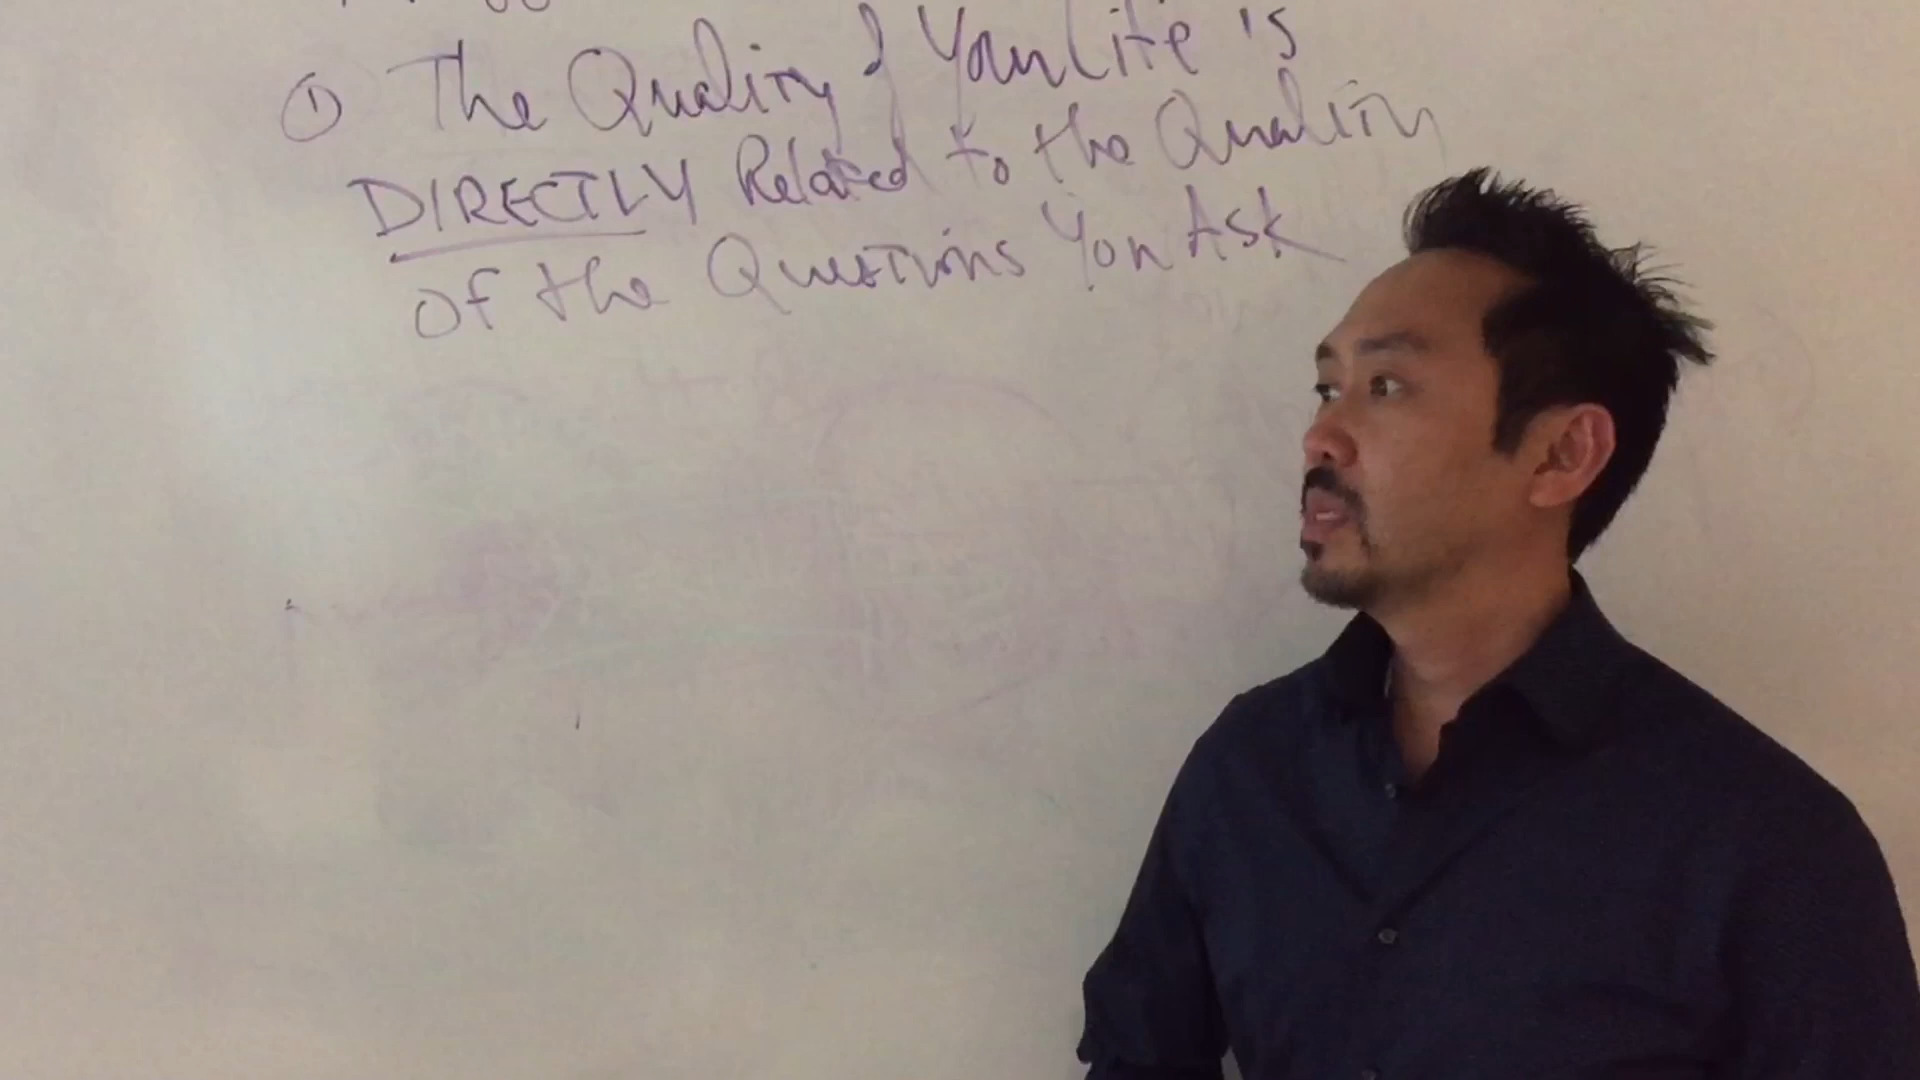 ① The Quality of Your Life is
DIRECTLY Related to the Quality
of the Questions You Ask